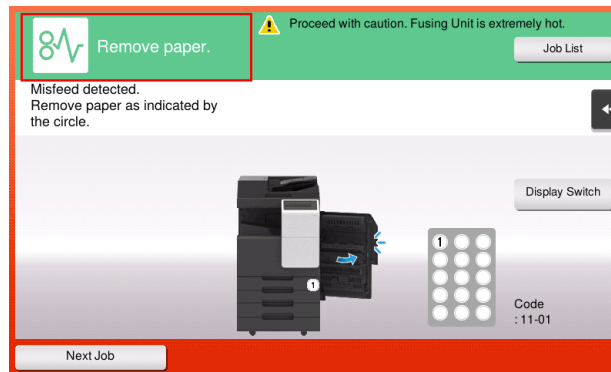 Remove paper.
Proceed with caution. Fusing Unit is extremely hot.
Job List
Misfeed detected.
Remove paper as indicated by
the circle.
Display Switch
1
1
Code
: 11-01
Next Job